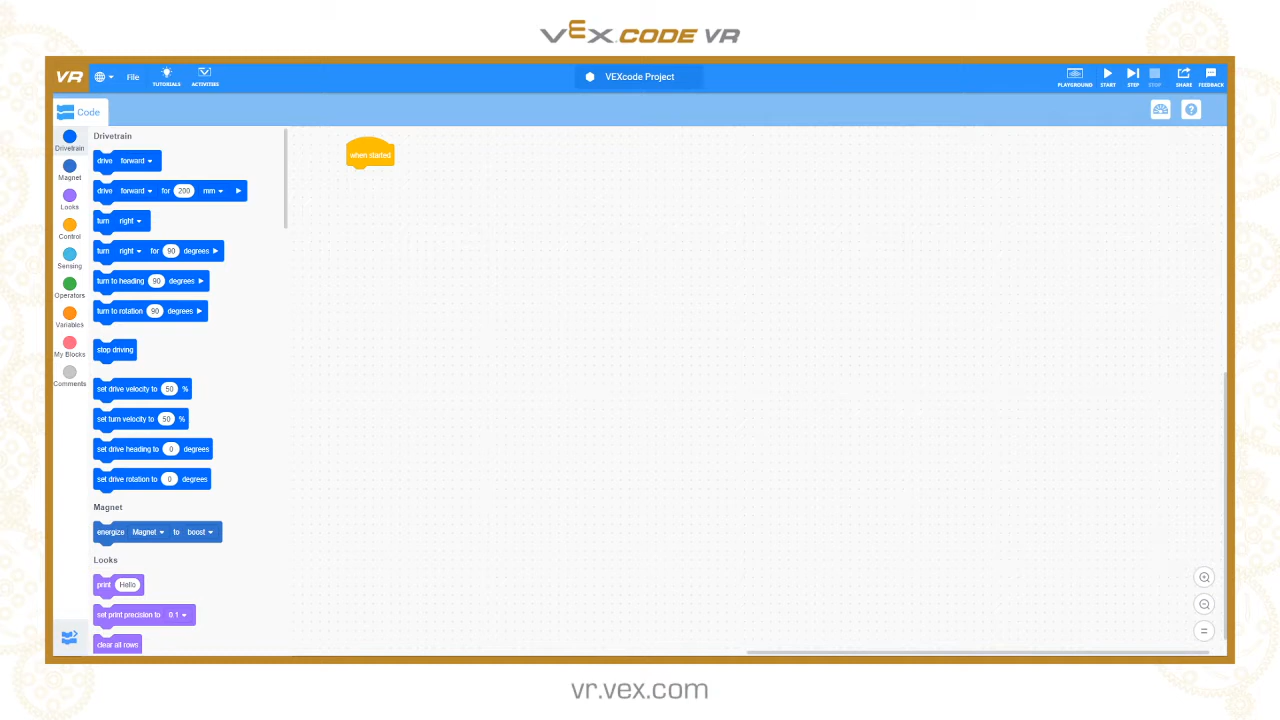 VEX CODE VR
VR File TUTORIALS ACTIVITIES VEXcode Project PLAYGROUND START STEP STOP SHARE FEEDBACK
Code
Drivetrain
Magnet
Looks
Control
Sensing
Operators
Variables
My Blocks
Comments
Drivetrain
drive forward
drive forward for 200 mm
turn right
turn right for 90 degrees
turn to heading 90 degrees
turn to rotation 90 degrees
stop driving
set drive velocity to 50 %
set turn velocity to 50 %
set drive heading to 0 degrees
set drive rotation to 0 degrees
Magnet
energize Magnet to boost
Looks
print Hello
set print precision to 0.1
clear all rows
when started
vr.vex.com